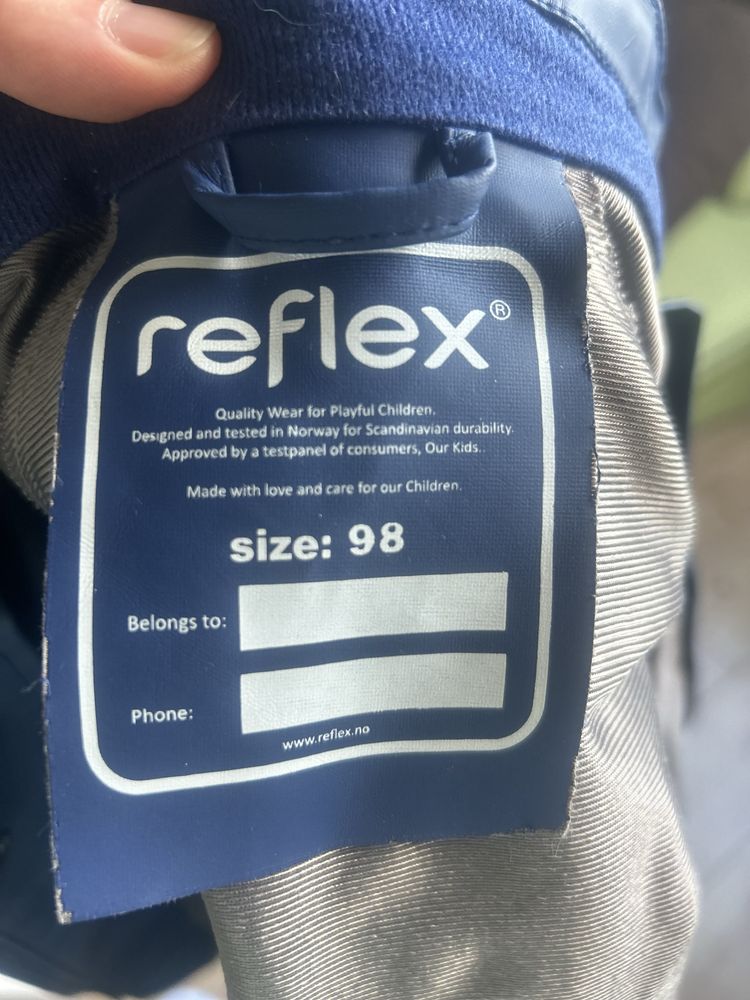 reflex®
Quality Wear for Playful Children.
Designed and tested in Norway for Scandinavian durability.
Approved by a testpanel of consumers, Our Kids..
Made with love and care for our Children.
size: 98
Belongs to:
Phone:
www.reflex.no